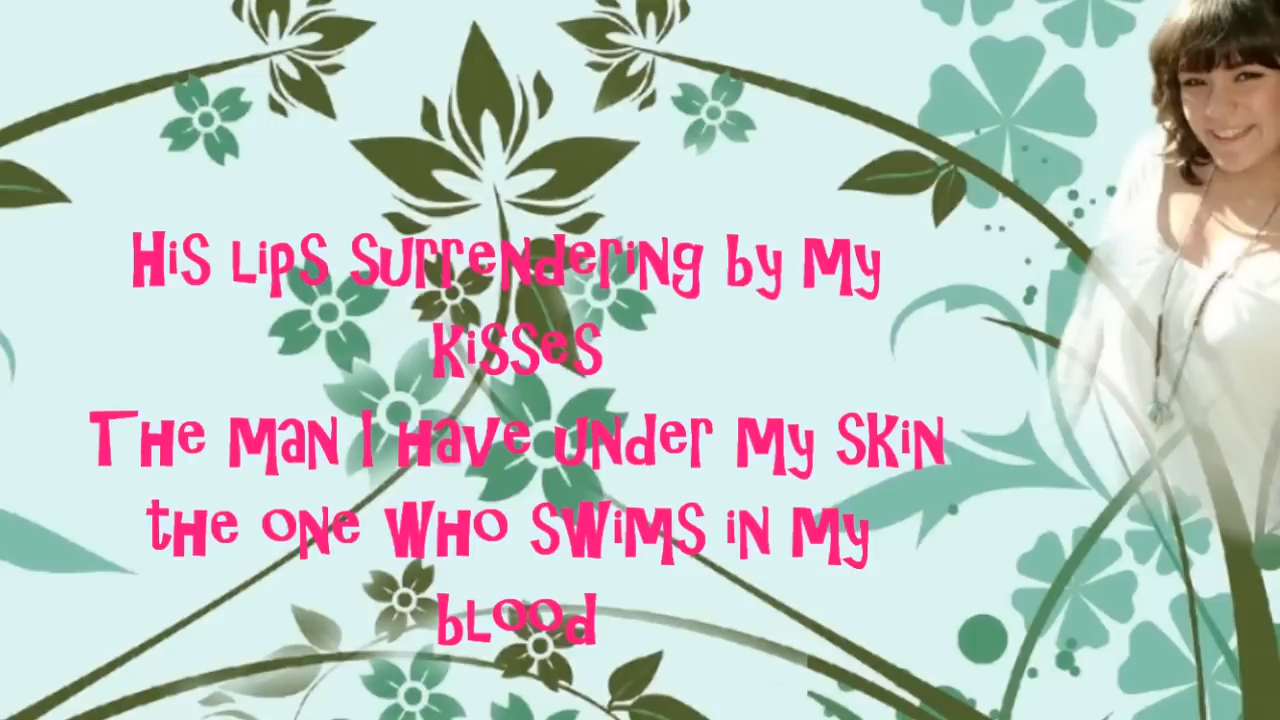 His lips surrendering by my
kisses
The man I have under my skin
the one who swims in my
blood